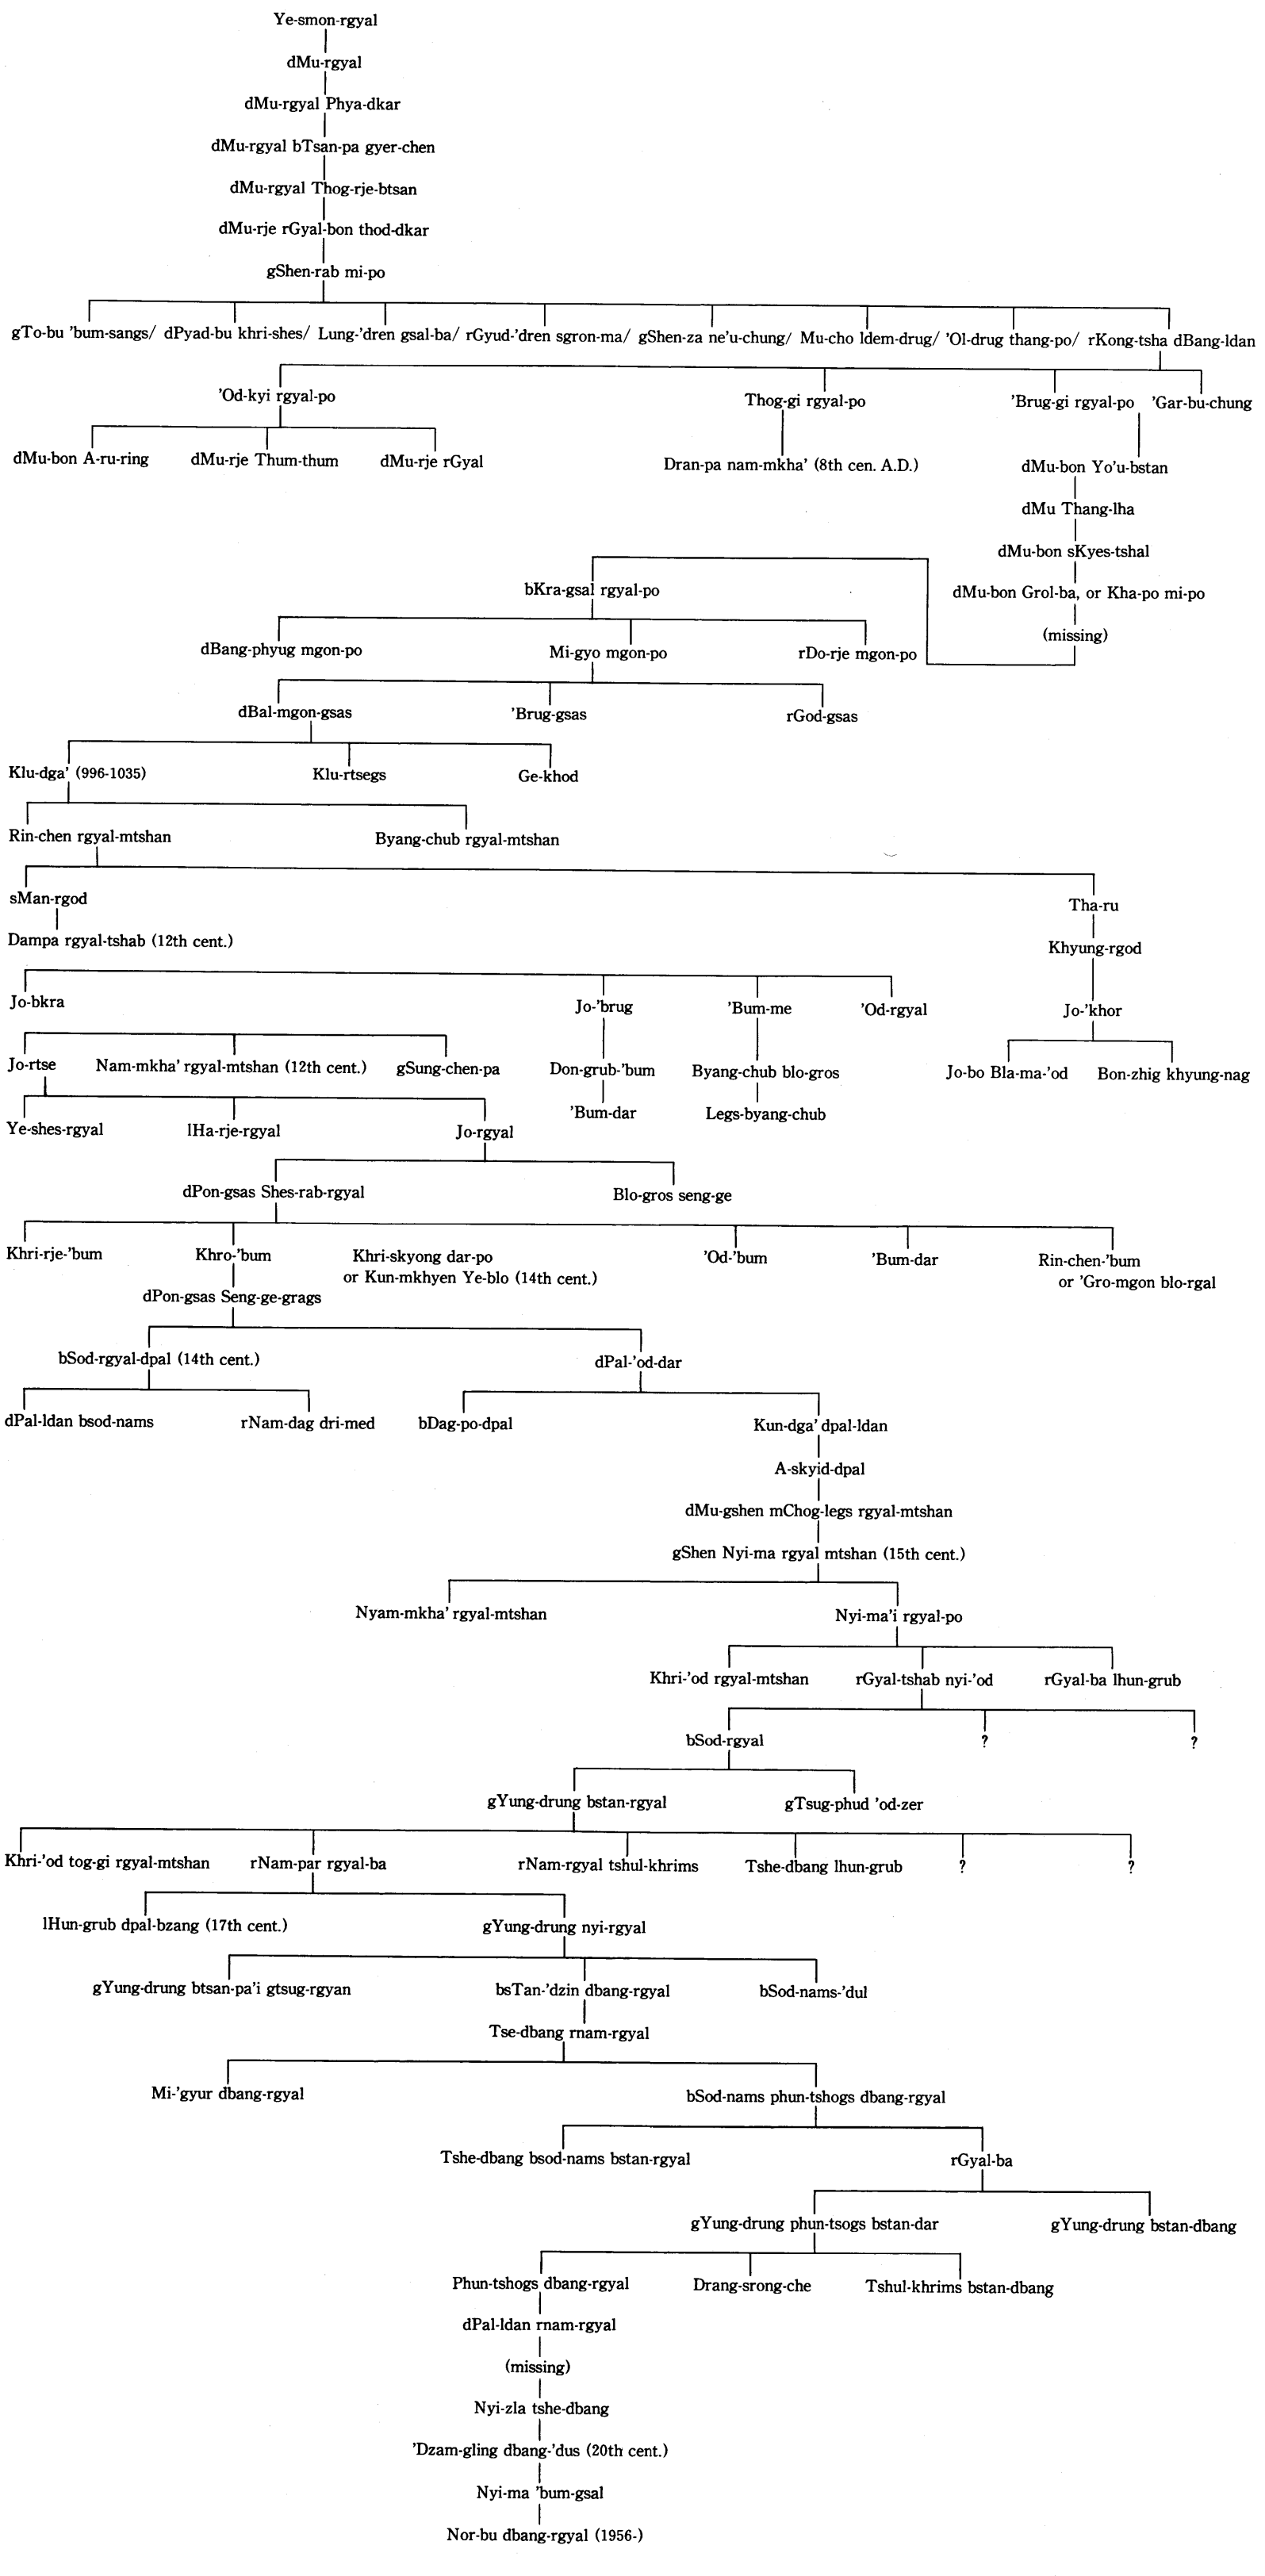 Ye-smon-rgyal
dMu-rgyal
dMu-rgyal Phya-dkar
dMu-rgyal bTsan-pa gyer-chen
dMu-rgyal Thog-rje-btsan
dMu-rje rGyal-bon thod-dkar
gShen-rab mi-po
gTo-bu ’bum-sangs/ dPyad-bu khri-shes/ Lung-’dren gsal-ba/ rGyud-’dren sgron-ma/ gShen-za ne’u-chung/ Mu-cho ldem-drug/ ’Ol-drug thang-po/ rKong-tsha dBang-ldan
’Od-kyi rgyal-po Thog-gi rgyal-po ’Brug-gi rgyal-po ’Gar-bu-chung
dMu-bon A-ru-ring dMu-rje Thum-thum dMu-rje rGyal Dran-pa nam-mkha’ (8th cen. A.D.) dMu-bon Yo’u-bstan
dMu Thang-lha
dMu-bon sKyes-tshal
bKra-gsal rgyal-po dMu-bon Grol-ba, or Kha-po mi-po
(missing)
dBang-phyug mgon-po Mi-gyo mgon-po rDo-rje mgon-po
dBal-mgon-gsas ’Brug-gsas rGod-gsas
Klu-dga’ (996-1035) Klu-rtsegs Ge-khod
Rin-chen rgyal-mtshan Byang-chub rgyal-mtshan
sMan-rgod Tha-ru
Dampa rgyal-tshab (12th cent.) Khyung-rgod
Jo-bkra Jo-’brug ’Bum-me ’Od-rgyal Jo-’khor
Jo-rtse Nam-mkha’ rgyal-mtshan (12th cent.) gSung-chen-pa Don-grub-’bum Byang-chub blo-gros Jo-bo Bla-ma-’od Bon-zhig khyung-nag
’Bum-dar Legs-byang-chub
Ye-shes-rgyal lHa-rje-rgyal Jo-rgyal
dPon-gsas Shes-rab-rgyal Blo-gros seng-ge
Khri-rje-’bum Khro-’bum Khri-skyong dar-po ’Od-’bum ’Bum-dar Rin-chen-’bum
or Kun-mkhyen Ye-blo (14th cent.) or ’Gro-mgon blo-rgal
dPon-gsas Seng-ge-grags
bSod-rgyal-dpal (14th cent.) dPal-’od-dar
dPal-ldan bsod-nams rNam-dag dri-med bDag-po-dpal Kun-dga’ dpal-ldan
A-skyid-dpal
dMu-gshen mChog-legs rgyal-mtshan
gShen Nyi-ma rgyal mtshan (15th cent.)
Nyam-mkha’ rgyal-mtshan Nyi-ma’i rgyal-po
Khri-’od rgyal-mtshan rGyal-tshab nyi-’od rGyal-ba lhun-grub
bSod-rgyal ? ?
gYung-drung bstan-rgyal gTsug-phud ’od-zer
Khri-’od tog-gi rgyal-mtshan rNam-par rgyal-ba rNam-rgyal tshul-khrims Tshe-dbang lhun-grub ? ?
lHun-grub dpal-bzang (17th cent.) gYung-drung nyi-rgyal
gYung-drung btsan-pa’i gtsug-rgyan bsTan-’dzin dbang-rgyal bSod-nams-’dul
Tse-dbang rnam-rgyal
Mi-’gyur dbang-rgyal bSod-nams phun-tshogs dbang-rgyal
Tshe-dbang bsod-nams bstan-rgyal rGyal-ba
gYung-drung phun-tsogs bstan-dar gYung-drung bstan-dbang
Phun-tshogs dbang-rgyal Drang-srong-che Tshul-khrims bstan-dbang
dPal-ldan rnam-rgyal
(missing)
Nyi-zla tshe-dbang
’Dzam-gling dbang-’dus (20th cent.)
Nyi-ma ’bum-gsal
Nor-bu dbang-rgyal (1956-)